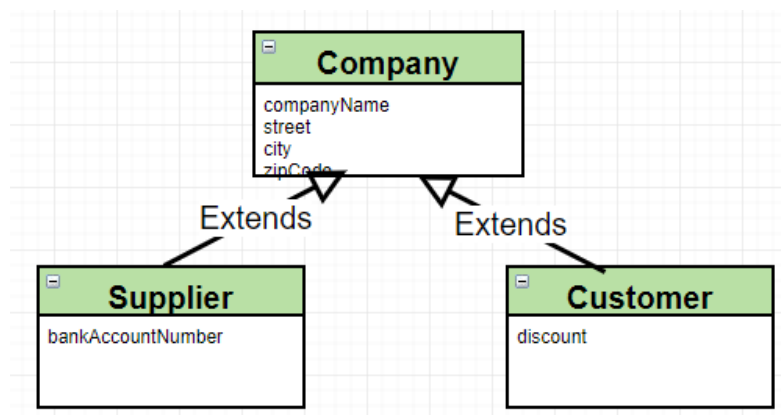 Company
companyName
street
city
zipCode
Extends
Extends
Supplier
bankAccountNumber
Customer
discount